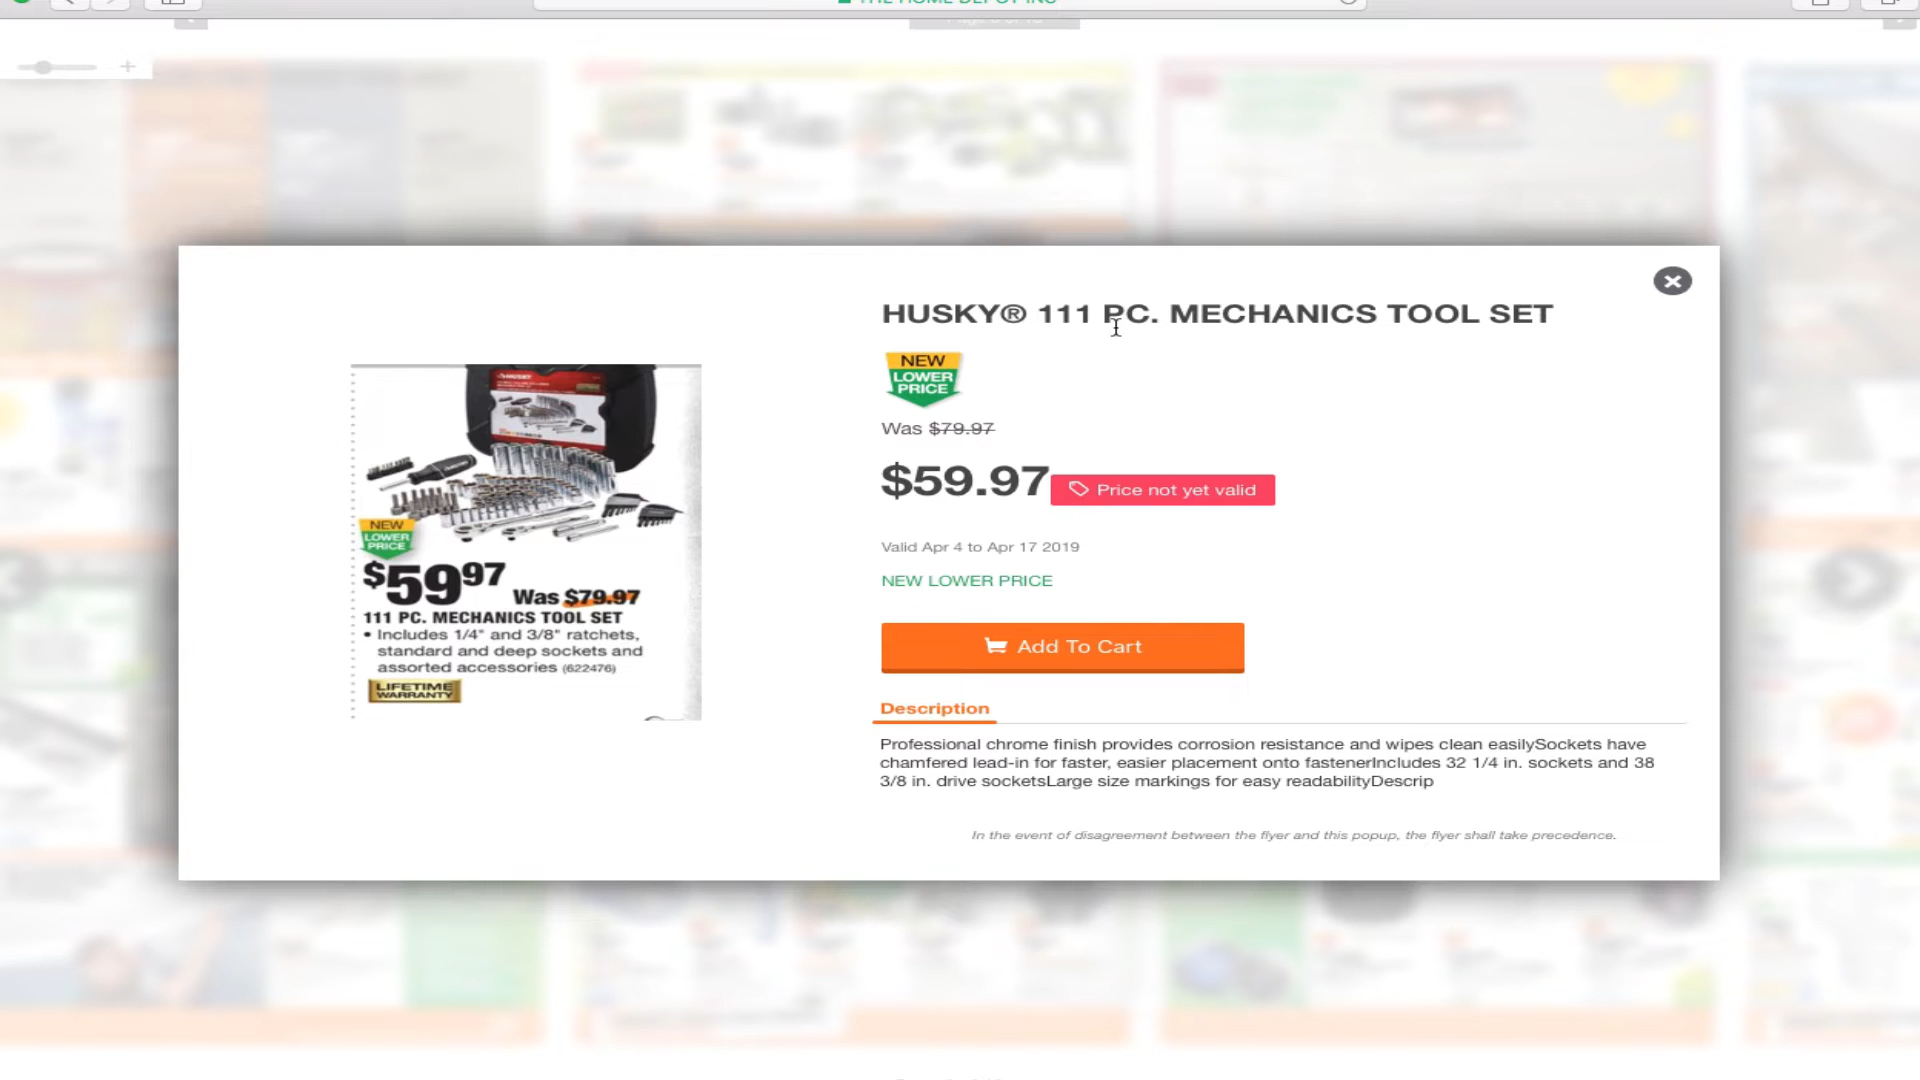 THE HOME DEPOT INC
HUSKY® 111 PC. MECHANICS TOOL SET
NEW
LOWER
PRICE
Was $79.97
$59.97 Price not yet valid
Valid Apr 4 to Apr 17 2019
NEW LOWER PRICE
Add To Cart
Description
Professional chrome finish provides corrosion resistance and wipes clean easilySockets have
chamfered lead-in for faster, easier placement onto fastenerIncludes 32 1/4 in. sockets and 38
3/8 in. drive socketsLarge size markings for easy readabilityDescrip
In the event of disagreement between the flyer and this popup, the flyer shall take precedence.
HUSKY
NEW
LOWER
PRICE
$5997 Was $79.97
111 PC. MECHANICS TOOL SET
• Includes 1/4" and 3/8" ratchets,
standard and deep sockets and
assorted accessories (622476)
LIFETIME
WARRANTY